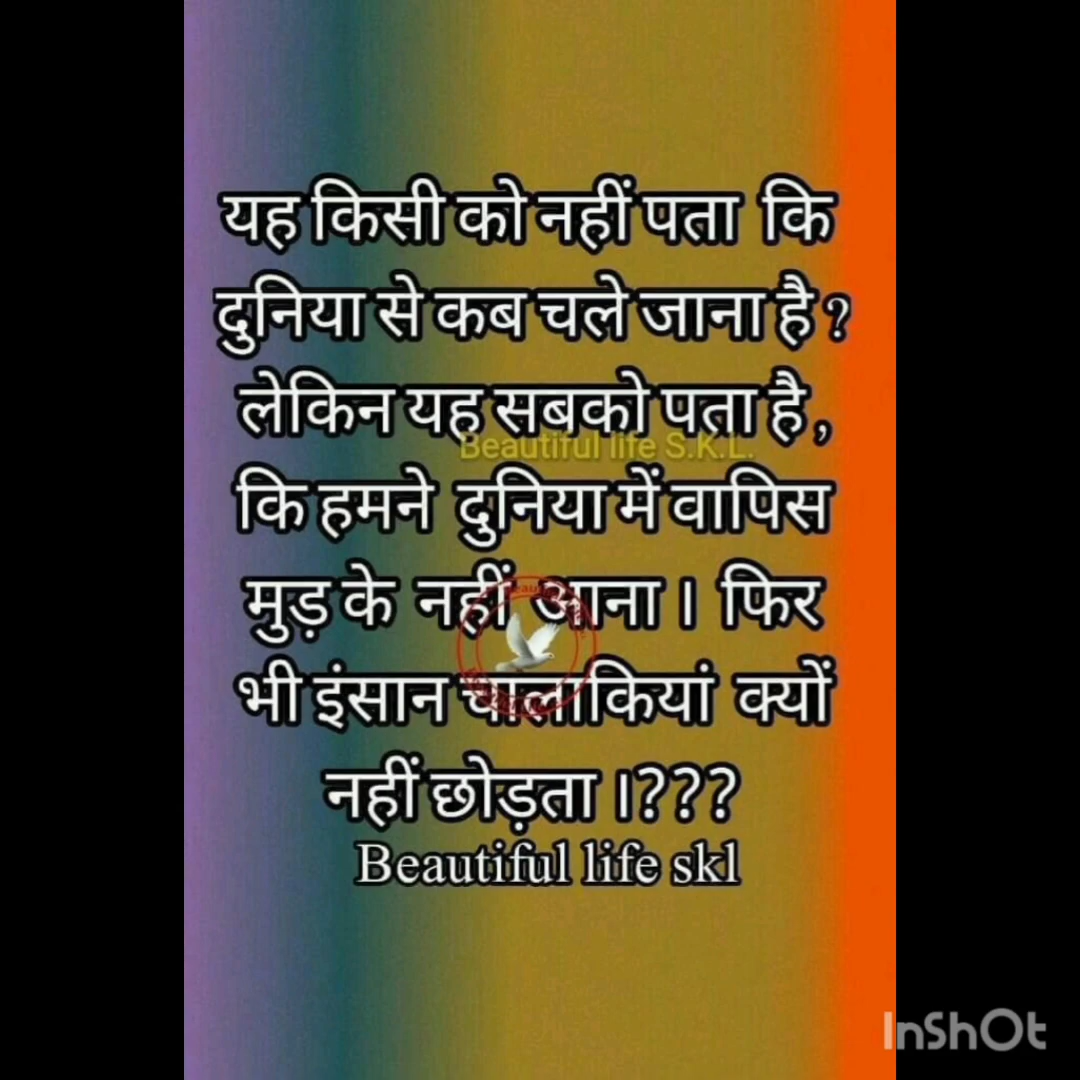 यह किसी को नहीं पता कि
दुनिया से कब चले जाना है ?
लेकिन यह सबको पता है ,
Beautiful life S.K.L.
कि हमने दुनिया में वापिस
मुड़ के नहीं आना । फिर
भी इंसान चालाकियां क्यों
नहीं छोड़ता ।???
Beautiful life skl
InShOt